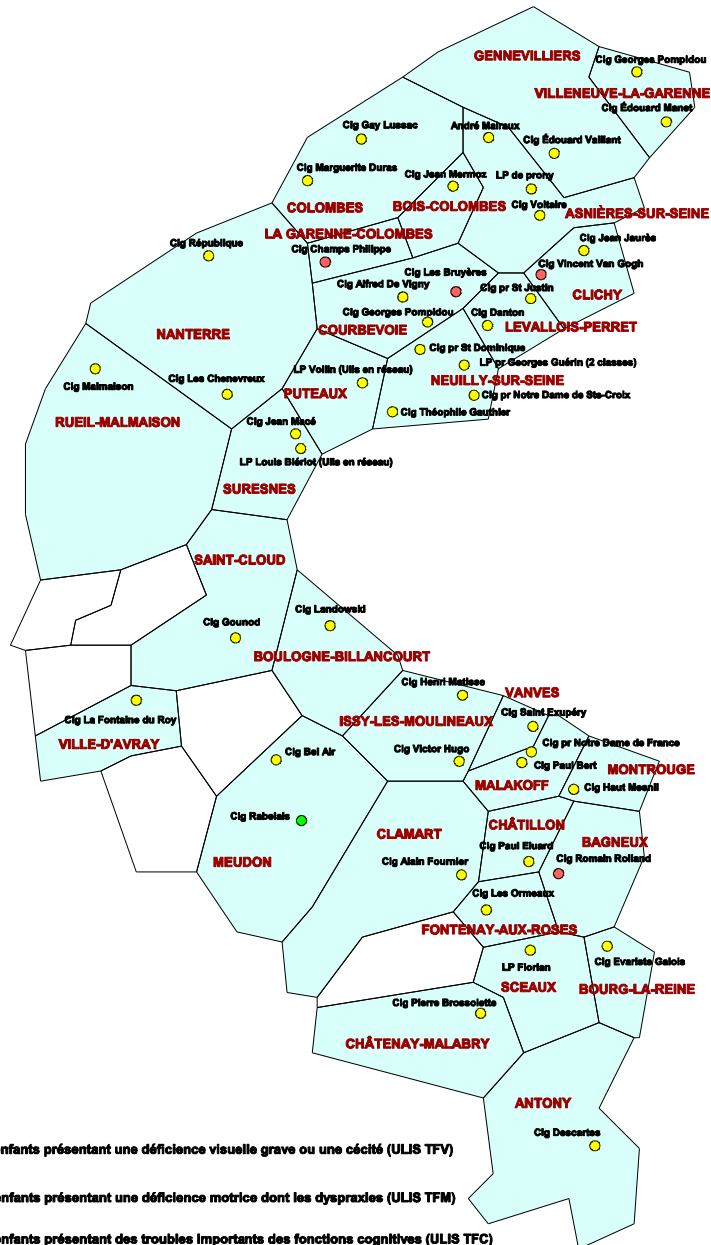 GENNEVILLIERS
Clg Georges Pompidou
VILLENEUVE-LA-GARENNE
Clg Édouard Manet
Clg Gay Lussac
André Malraux
Clg Édouard Vaillant
Clg Marguerite Duras
Clg Jean Mermoz
LP de prony
COLOMBES
BOIS-COLOMBES
Clg Voltaire
ASNIÈRES-SUR-SEINE
LA GARENNE-COLOMBES
Clg République
Clg Champs Philippe
Clg Jean Jaurès
Clg Vincent Van Gogh
Clg Les Bruyères
Clg Alfred De Vigny
Clg pr St Justin
CLICHY
Clg Georges Pompidou
Clg Danton
COURBEVOIE
LEVALLOIS-PERRET
NANTERRE
Clg pr St Dominique
LP pr Georges Guérin (2 classes)
LP Voilin (Ulis en réseau)
Clg Malmaison
Clg Les Chenevreux
PUTEAUX
NEUILLY-SUR-SEINE
Clg pr Notre Dame de Ste-Croix
Clg Théophile Gauthier
RUEIL-MALMAISON
Clg Jean Macé
LP Louis Blériot (Ulis en réseau)
SURESNES
SAINT-CLOUD
Clg Landowski
Clg Gounod
BOULOGNE-BILLANCOURT
Clg Henri Matisse
VANVES
Clg La Fontaine du Roy
ISSY-LES-MOULINEAUX
Clg Saint Exupéry
VILLE-D'AVRAY
Clg pr Notre Dame de France
Clg Bel Air
Clg Victor Hugo
Clg Paul Bert
MONTROUGE
MALAKOFF
Clg Haut Mesnil
Clg Rabelais
CHÂTILLON
CLAMART
Clg Paul Eluard
BAGNEUX
MEUDON
Clg Alain Fournier
Clg Romain Rolland
Clg Les Ormeaux
FONTENAY-AUX-ROSES
LP Florian
Clg Evariste Galois
SCEAUX
BOURG-LA-REINE
Clg Pierre Brossolette
CHÂTENAY-MALABRY
ANTONY
Clg Descartes
enfants présentant une déficience visuelle grave ou une cécité (ULIS TFV)
enfants présentant une déficience motrice dont les dyspraxies (ULIS TFM)
enfants présentant des troubles importants des fonctions cognitives (ULIS TFC)